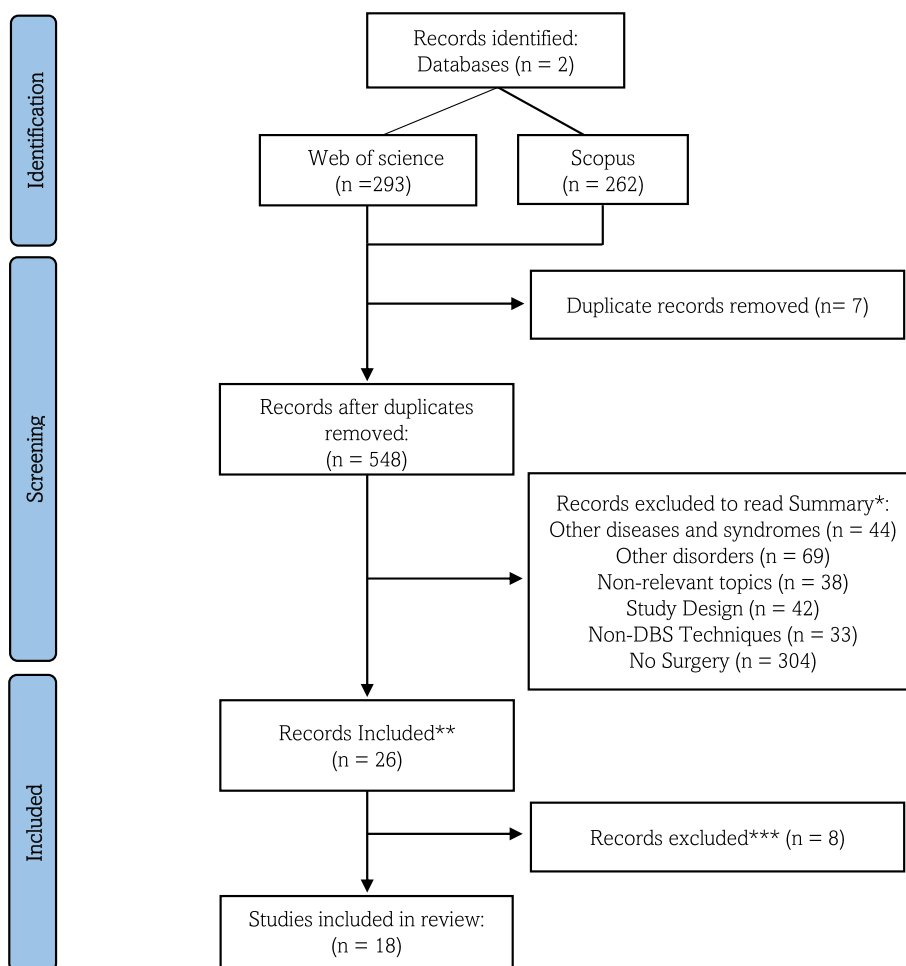 Identification
Records identified:
Databases (n = 2)
Web of science
(n =293)
Scopus
(n = 262)
Screening
Duplicate records removed (n= 7)
Records after duplicates
removed:
(n = 548)
Records excluded to read Summary*:
Other diseases and syndromes (n = 44)
Other disorders (n = 69)
Non-relevant topics (n = 38)
Study Design (n = 42)
Non-DBS Techniques (n = 33)
No Surgery (n = 304)
Included
Records Included**
(n = 26)
Records excluded*** (n = 8)
Studies included in review:
(n = 18)